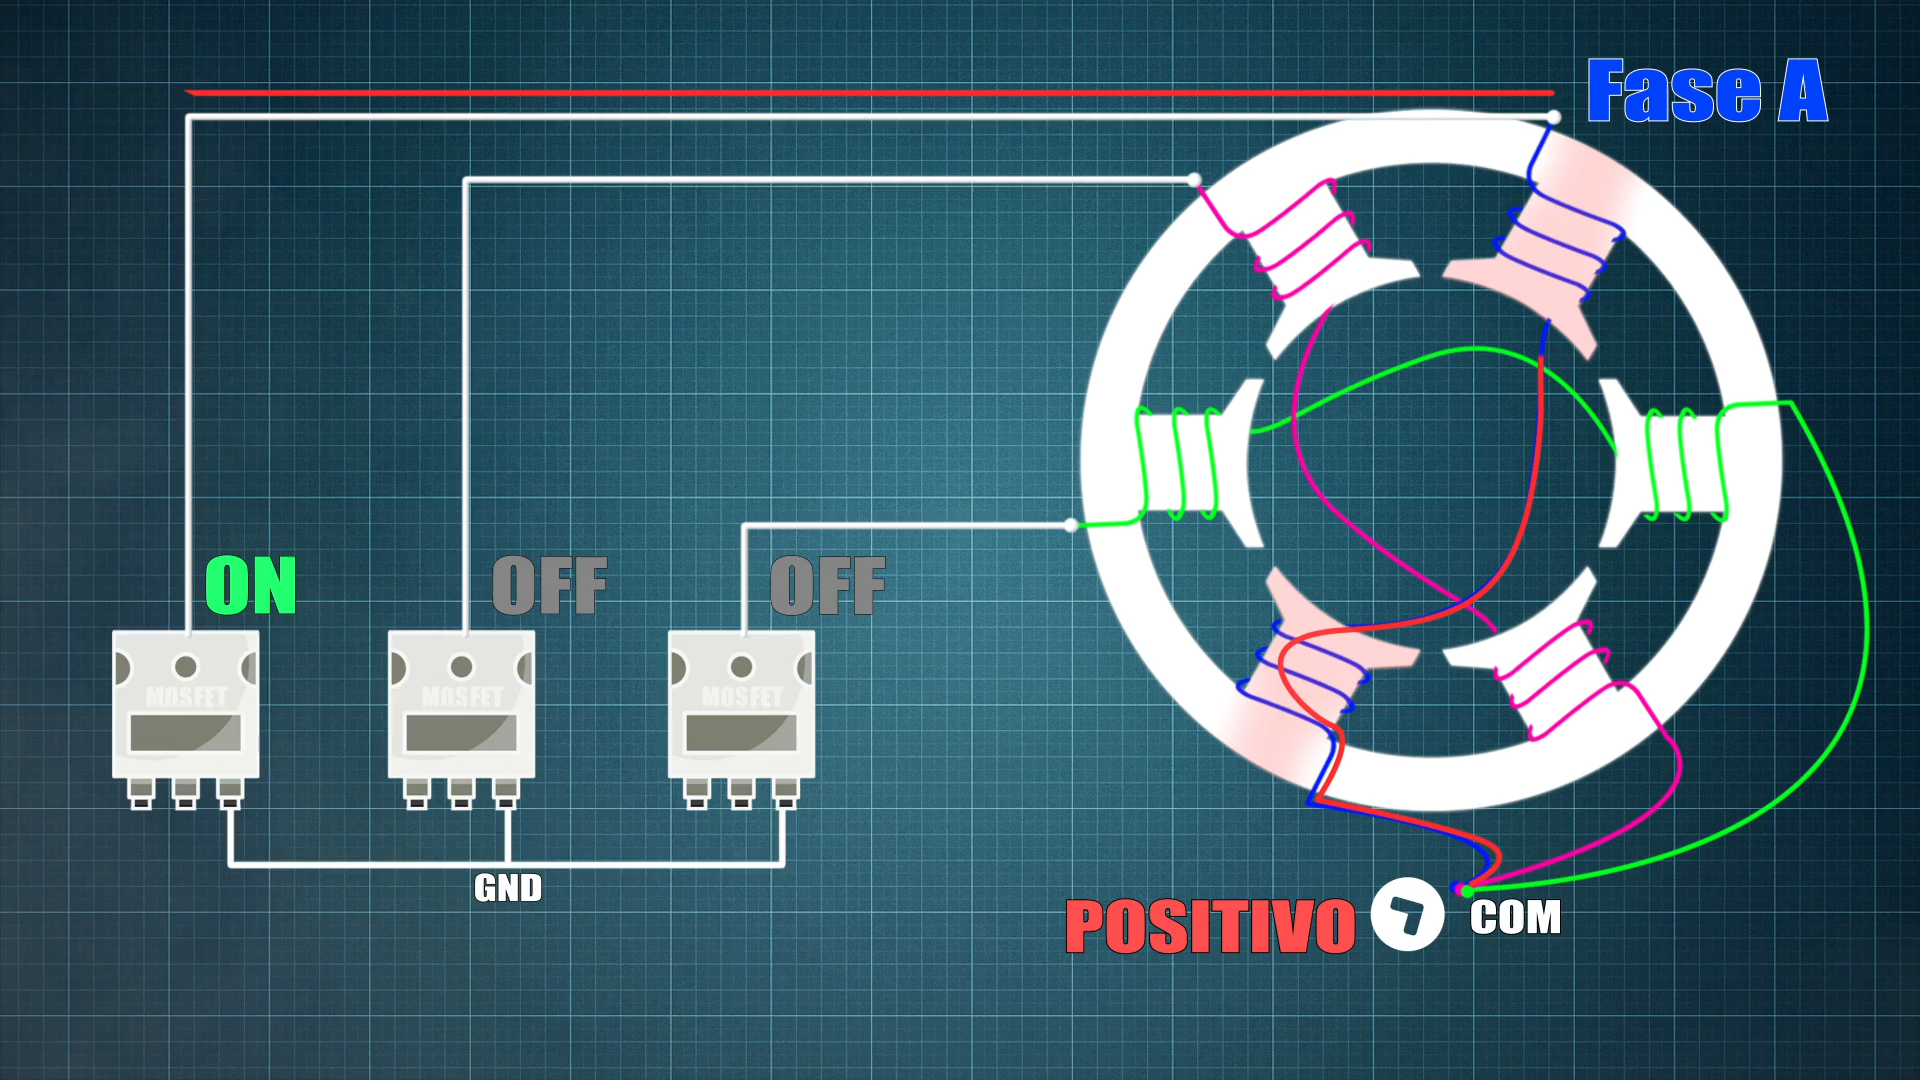 Fase A
ON
OFF
OFF
MOSFET
MOSFET
MOSFET
GND
POSITIVO
COM